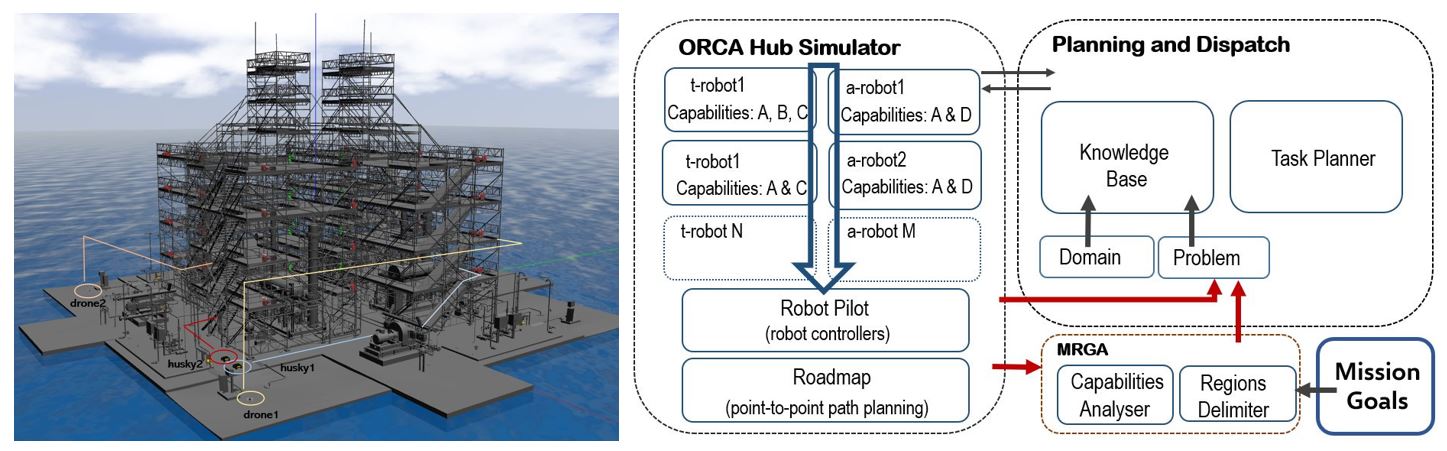 drone2
husky2
husky1
drone1
ORCA Hub Simulator
t-robot1
Capabilities: A, B, C
a-robot1
Capabilities: A & D
t-robot1
Capabilities: A & C
a-robot2
Capabilities: A & D
t-robot N
a-robot M
Robot Pilot
(robot controllers)
Roadmap
(point-to-point path planning)
Planning and Dispatch
Knowledge
Base
Task Planner
Domain
Problem
MRGA
Capabilities
Analyser
Regions
Delimiter
Mission
Goals